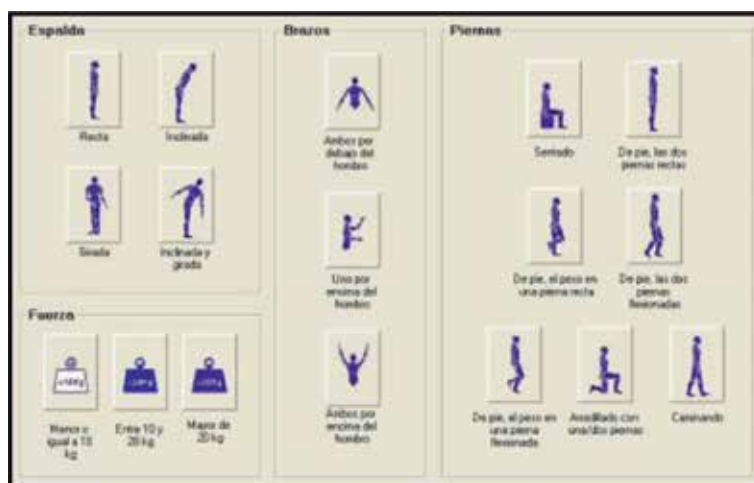 Espalda
Recta
Inclinada
Girada
Inclinada y
girada
Fuerza
Menor o
igual a 10
kg
Entre 10 y
20 kg
Mayor de
20 kg
Brazos
Ambos por
debajo del
hombro
Uno por
encima del
hombro
Ambos por
encima del
hombro
Piernas
Sentado
De pie, las dos
piernas rectas
De pie, el peso en
una pierna recta
De pie, las dos
piernas
flexionadas
De pie, el peso en
una pierna
flexionada
Arrodillado con
una/dos piernas
Caminando